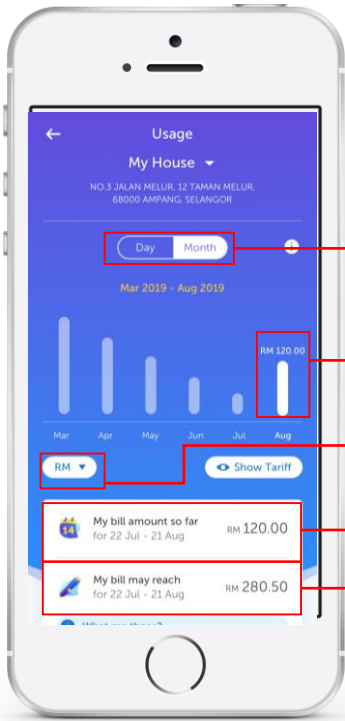 Usage
My House
NO.3 JALAN MELUR, 12 TAMAN MELUR,
68000 AMPANG, SELANGOR
Day Month
i
Mar 2019 - Aug 2019
RM 120.00
Mar Apr May Jun Jul Aug
RM Show Tariff
14
My bill amount so far
for 22 Jul - 21 Aug
RM 120.00
My bill may reach
for 22 Jul - 21 Aug
RM 280.50
What are these?